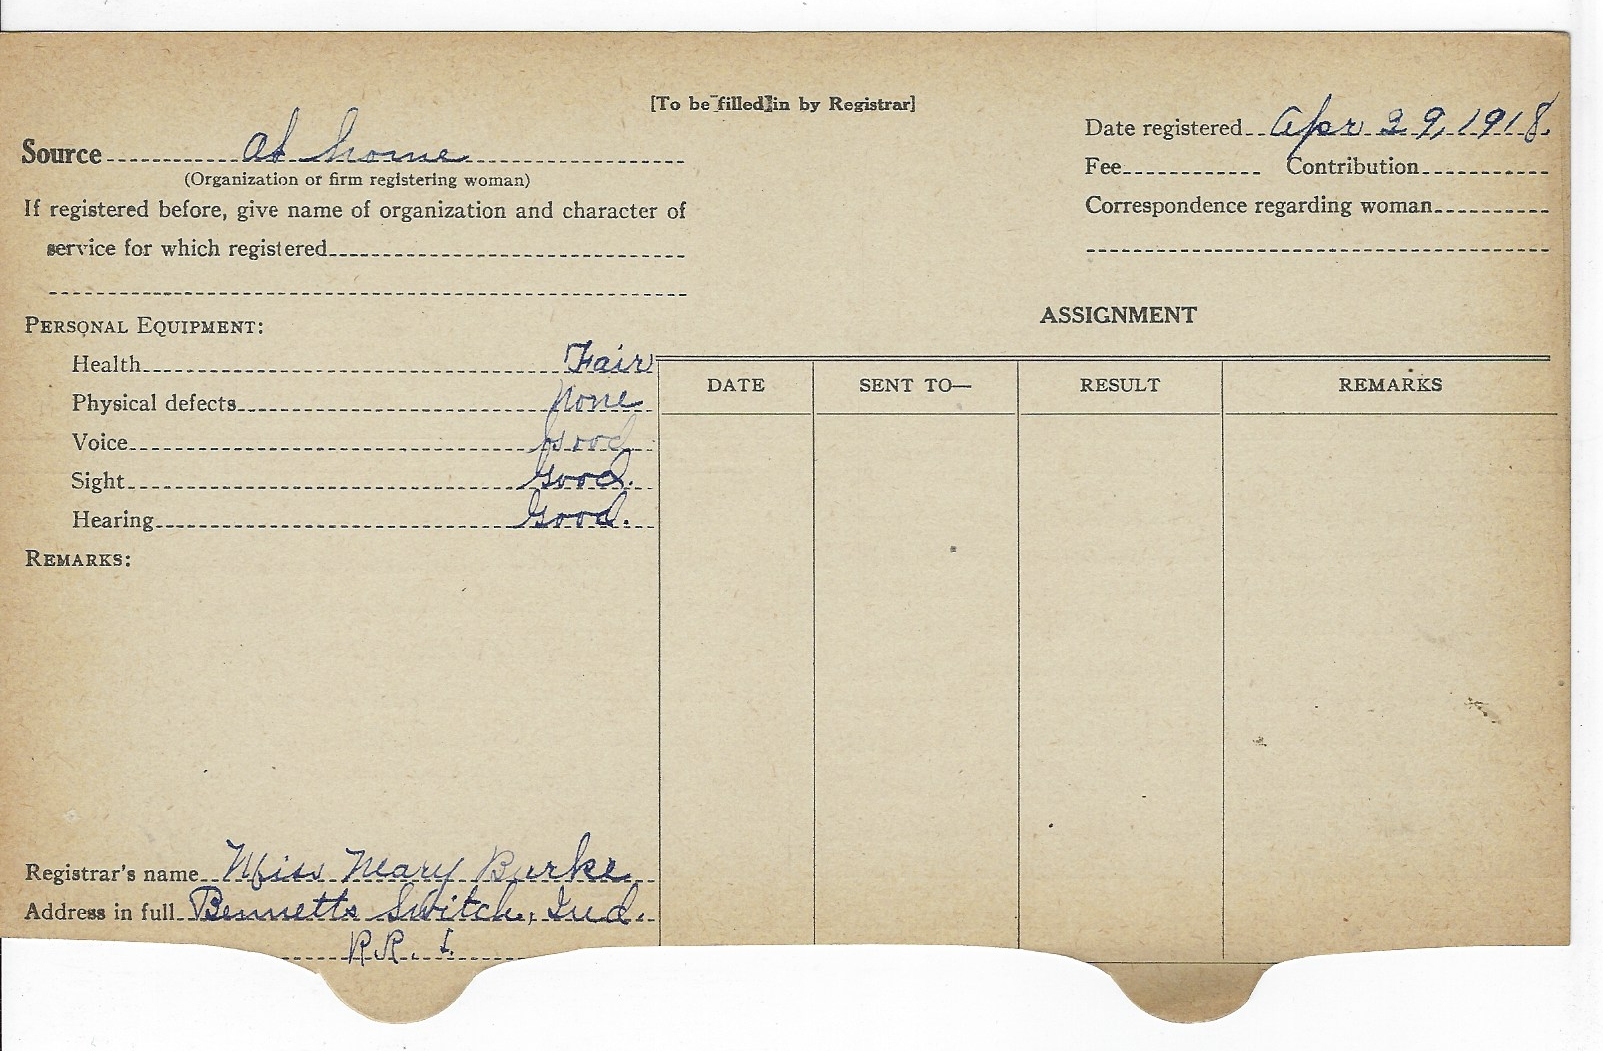 [To be filled in by Registrar]
Source at home
(Organization or firm registering woman)
If registered before, give name of organization and character of
service for which registered
Date registered Apr 29, 1918.
Fee Contribution
Correspondence regarding woman
PERSONAL EQUIPMENT:
Health Fair
Physical defects none
Voice Good
Sight Good.
Hearing Good.
REMARKS:
ASSIGNMENT
DATE SENT TO— RESULT REMARKS
Registrar's name Miss Mary Burke
Address in full Bennetts Switch, Ind.
R.R. 1.